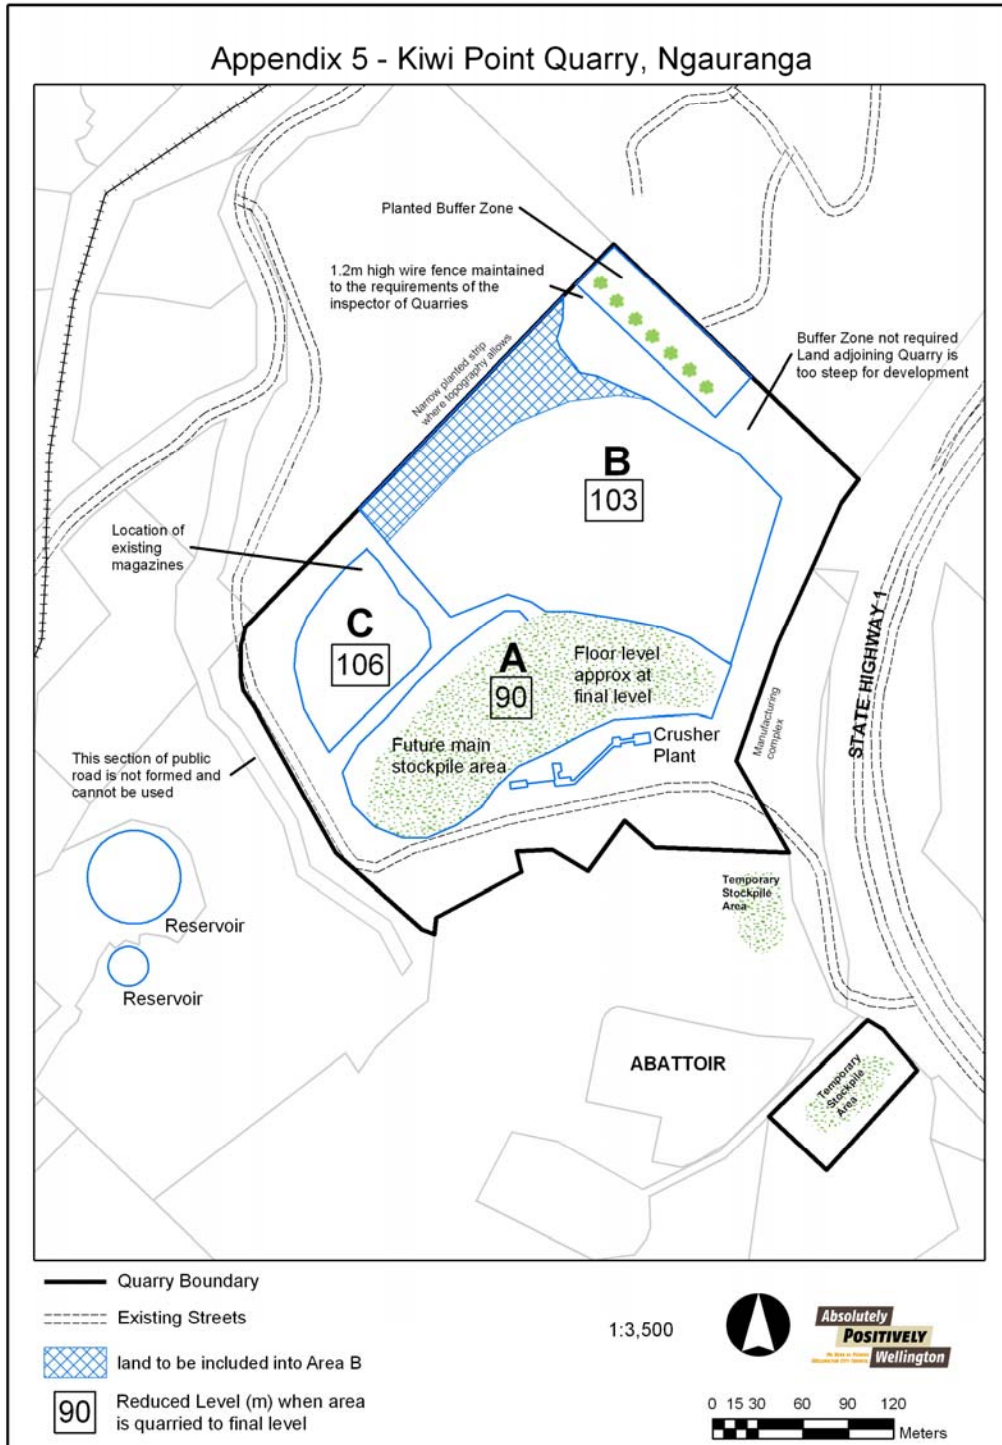 Appendix 5 - Kiwi Point Quarry, Ngauranga
Planted Buffer Zone
1.2m high wire fence maintained
to the requirements of the
inspector of Quarries
Narrow planted strip
where topography allows
Buffer Zone not required
Land adjoining Quarry is
too steep for development
B
103
Location of
existing
magazines
C
106
A
90
Floor level
approx at
final level
Future main
stockpile area
Crusher
Plant
Manufacturing
complex
STATE HIGHWAY 1
This section of public
road is not formed and
cannot be used
Reservoir
Reservoir
Temporary
Stockpile
Area
ABATTOIR
Temporary
Stockpile
Area
Quarry Boundary
Existing Streets
land to be included into Area B
90
Reduced Level (m) when area
is quarried to final level
1:3,500
Absolutely
POSITIVELY
Wellington
0 15 30 60 90 120
Meters